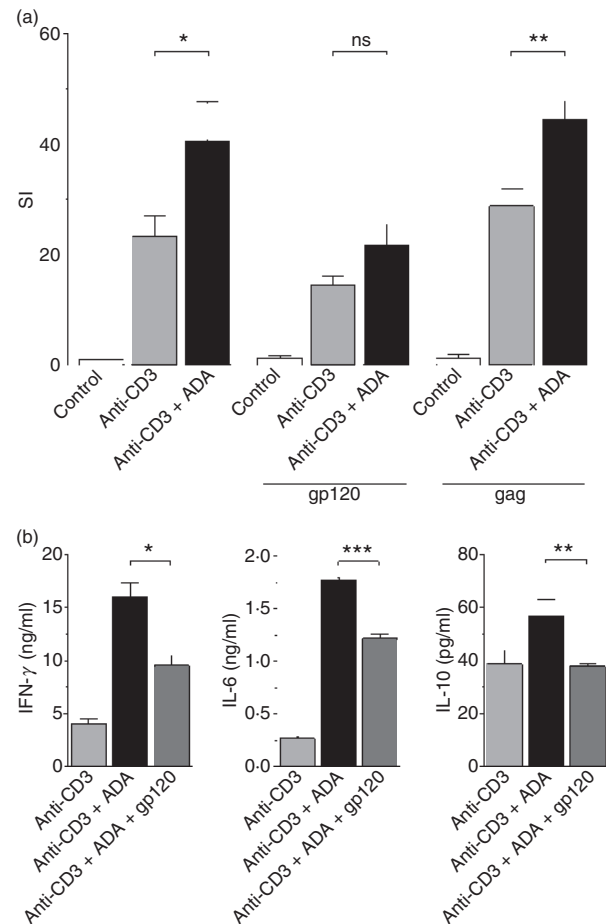 (a)
* ns **
60
40
20
0
SI
Control Anti-CD3 Anti-CD3 + ADA Control Anti-CD3 Anti-CD3 + ADA Control Anti-CD3 Anti-CD3 + ADA
gp120 gag
(b)
20
15
10
5
0
IFN-γ (ng/ml)
*
Anti-CD3
Anti-CD3 + ADA
Anti-CD3 + ADA + gp120
2·0
1·5
1·0
0·5
0·0
IL-6 (ng/ml)
***
Anti-CD3
Anti-CD3 + ADA
Anti-CD3 + ADA + gp120
80
60
40
20
0
IL-10 (pg/ml)
**
Anti-CD3
Anti-CD3 + ADA
Anti-CD3 + ADA + gp120